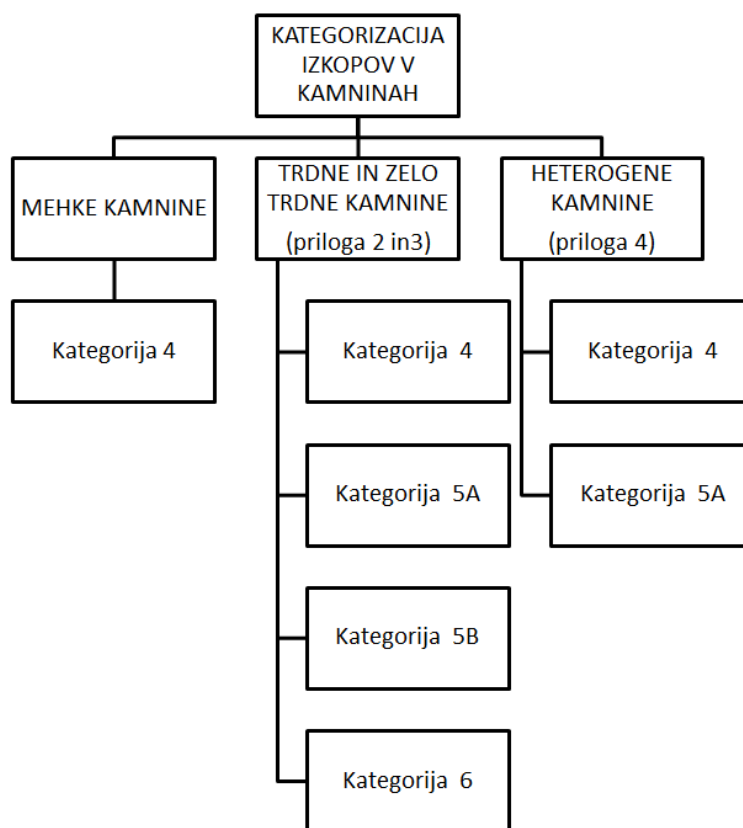 KATEGORIZACIJA
IZKOPOV V
KAMNINAH
MEHKE KAMNINE
TRDNE IN ZELO
TRDNE KAMNINE
(priloga 2 in3)
HETEROGENE
KAMNINE
(priloga 4)
Kategorija 4
Kategorija 4
Kategorija 4
Kategorija 5A
Kategorija 5A
Kategorija 5B
Kategorija 6